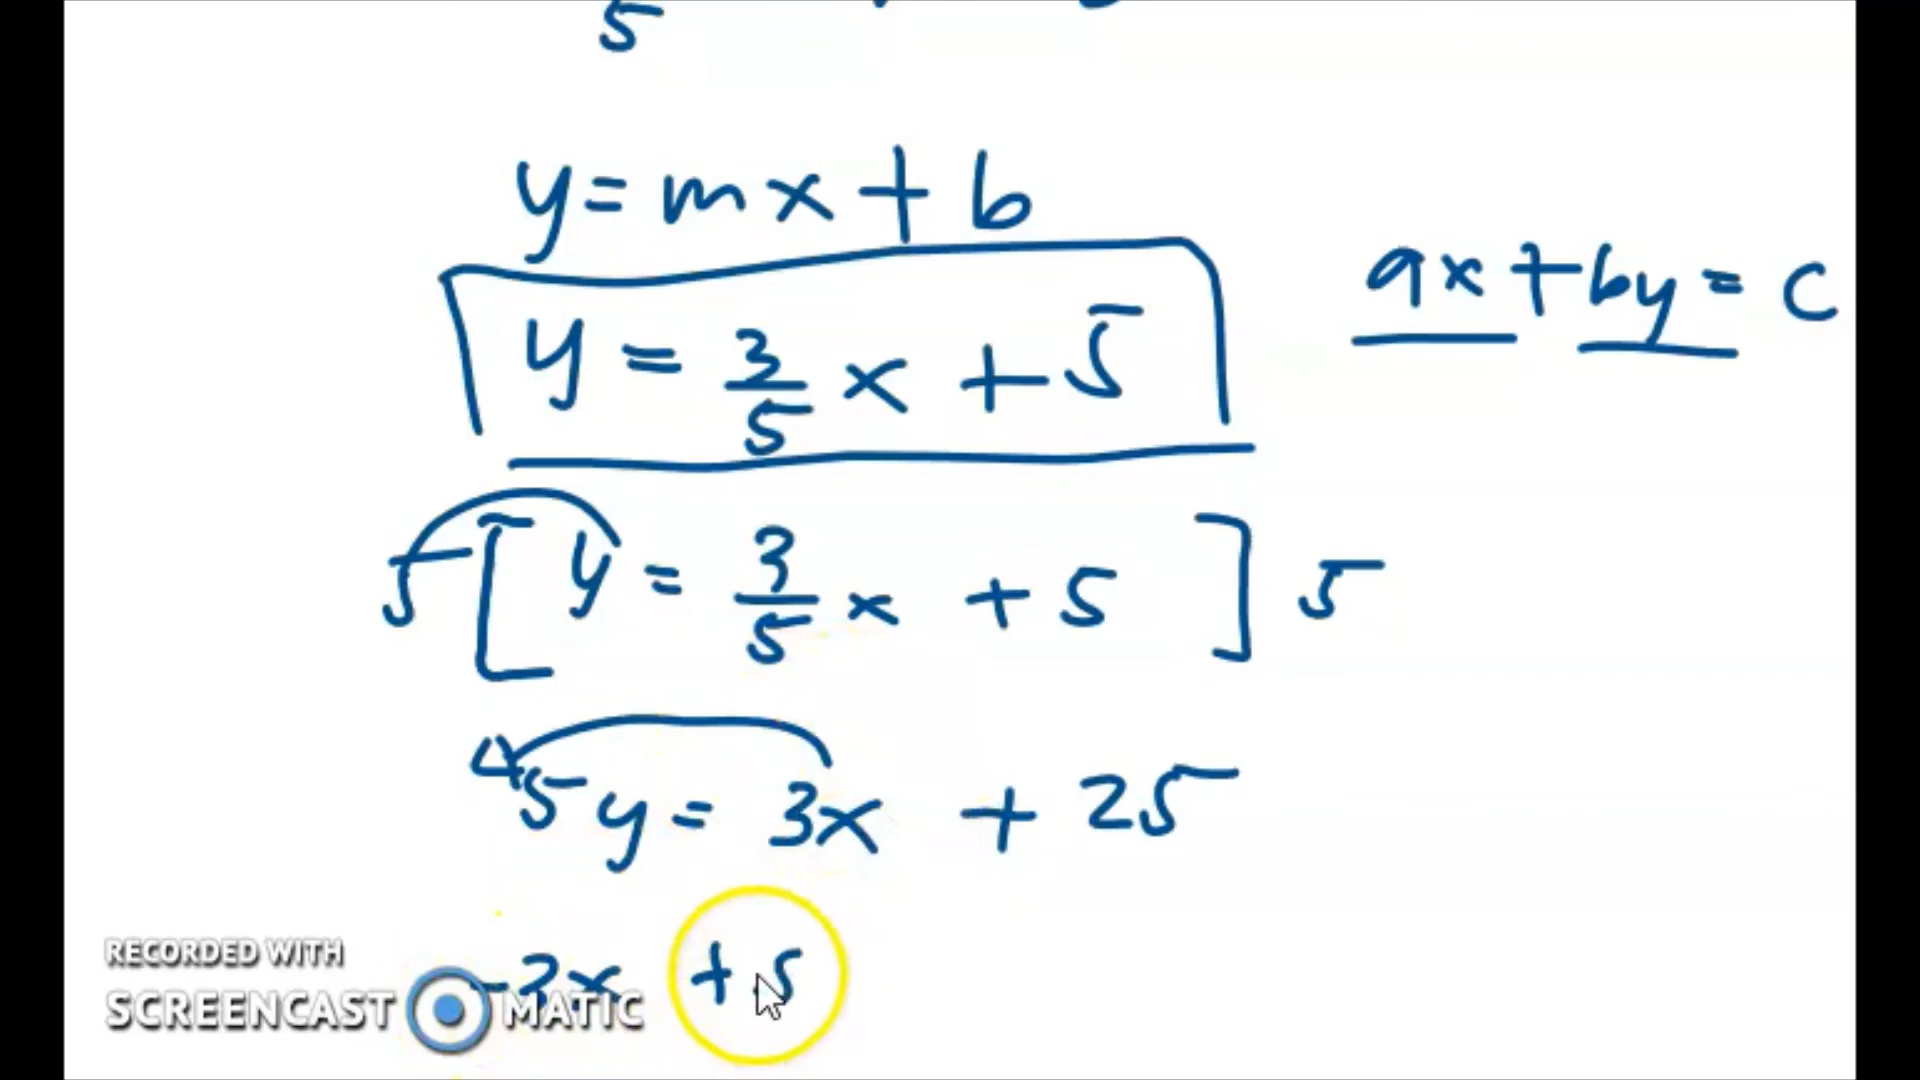 5
y = mx + b
y = 3/5 x + 5
ax + by = c
5 [ y = 3/5 x + 5 ] 5
5y = 3x + 25
-3x + 5
RECORDED WITH
SCREENCAST MATIC